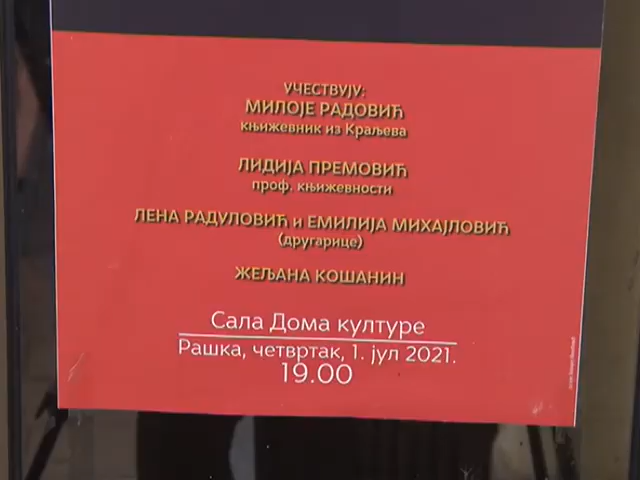 УЧЕСТВУЈУ:
МИЛОЈЕ РАДОВИЋ
књижевник из Краљева
ЛИДИЈА ПРЕМОВИЋ
проф. књижевности
ЛЕНА РАДУЛОВИЋ и ЕМИЛИЈА МИХАЈЛОВИЋ
(другарице)
ЖЕЉАНА КОШАНИН
Сала Дома културе
Рашка, четвртак, 1. јул 2021.
19.00